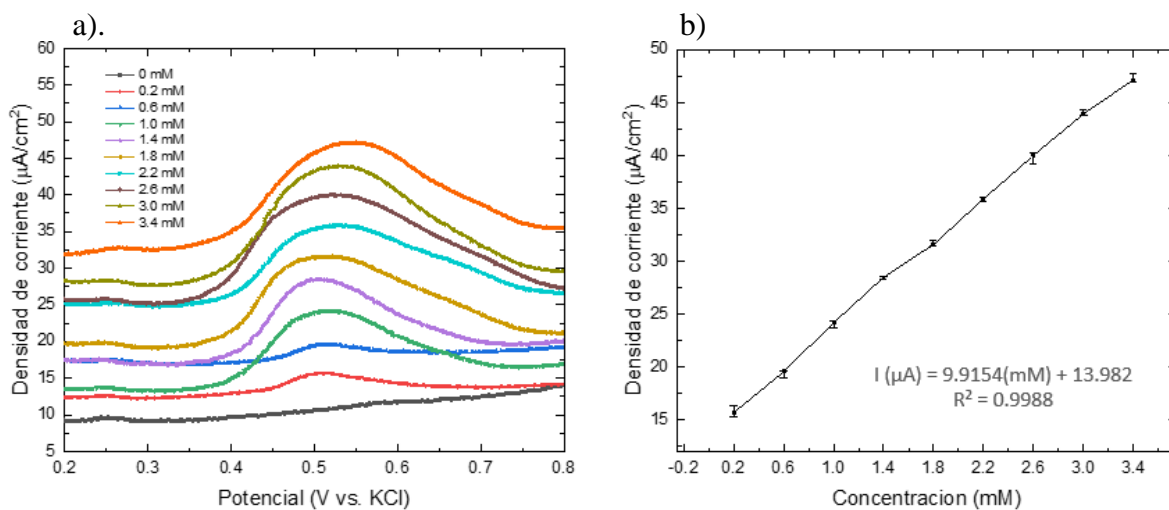 a).
b)
60
55
50
45
40
35
30
25
20
15
10
5
Densidad de corriente (µA/cm²)
0 mM
0.2 mM
0.6 mM
1.0 mM
1.4 mM
1.8 mM
2.2 mM
2.6 mM
3.0 mM
3.4 mM
0.2 0.3 0.4 0.5 0.6 0.7 0.8
Potencial (V vs. KCl)
50
45
40
35
30
25
20
15
Densidad de corriente (µA/cm²)
I (µA) = 9.9154(mM) + 13.982
R² = 0.9988
-0.2 0.2 0.6 1.0 1.4 1.8 2.2 2.6 3.0 3.4
Concentracion (mM)